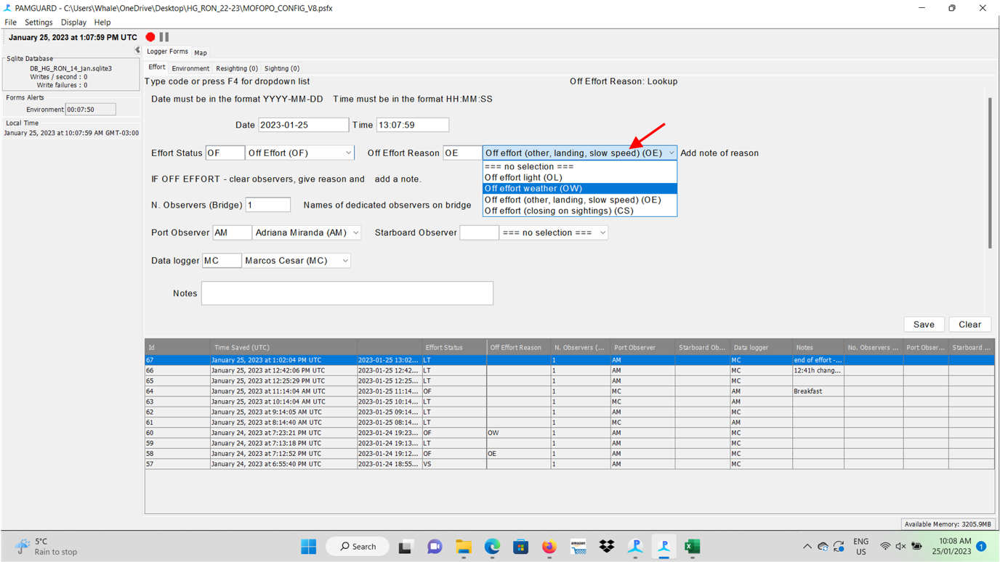 PAMGUARD - C:\Users\Whale\OneDrive\Desktop\HG_RON_22-23\MOFOPO_CONFIG_V8.psfx
File Settings Display Help
January 25, 2023 at 1:07:59 PM UTC
Sqlite Database
DB_HG_RON_14_jan.sqlite3
Writes / second : 0
Write failures : 0
Forms Alerts
Environment 00:07:50
Local Time
January 25, 2023 at 10:07:59 AM GMT-03:00
Logger Forms Map
Effort Environment Resighting (0) Sighting (0)
Type code or press F4 for dropdown list Off Effort Reason: Lookup
Date must be in the format YYYY-MM-DD Time must be in the format HH:MM:SS
Date 2023-01-25 Time 13:07:59
Effort Status OF Off Effort (OF) Off Effort Reason OE Off effort (other, landing, slow speed) (OE) Add note of reason
=== no selection ===
Off effort light (OL)
Off effort weather (OW)
Off effort (other, landing, slow speed) (OE)
Off effort (closing on sightings) (CS)
IF OFF EFFORT - clear observers, give reason and add a note.
N. Observers (Bridge) 1 Names of dedicated observers on bridge
Port Observer AM Adriana Miranda (AM) Starboard Observer === no selection ===
Data logger MC Marcos Cesar (MC)
Notes
Save Clear
Id Time Saved (UTC) Effort Status Off Effort Reason N. Observers (... Port Observer Starboard Ob... Data logger Notes No. Observers ... Port Obser... Starboard ...
67 January 25, 2023 at 1:02:04 PM UTC 2023-01-25 13:02... LT 1 AM MC end of effort -...
66 January 25, 2023 at 12:42:06 PM UTC 2023-01-25 12:42... LT 1 AM MC 12:41h chang...
65 January 25, 2023 at 12:25:29 PM UTC 2023-01-25 12:25... LT 1 AM MC
64 January 25, 2023 at 11:14:04 AM UTC 2023-01-25 11:14... OF 1 MC AM Breakfast
63 January 25, 2023 at 10:14:04 AM UTC 2023-01-25 10:14... LT 1 MC AM
62 January 25, 2023 at 9:14:05 AM UTC 2023-01-25 09:14... LT 1 AM MC
61 January 25, 2023 at 8:14:40 AM UTC 2023-01-25 08:14... LT 1 MC AM
60 January 24, 2023 at 7:23:21 PM UTC 2023-01-24 19:23... OF OW 1 AM MC
59 January 24, 2023 at 7:13:18 PM UTC 2023-01-24 19:13... LT 1 AM MC
58 January 24, 2023 at 7:12:52 PM UTC 2023-01-24 19:12... OF OE 1 AM MC
57 January 24, 2023 at 6:55:40 PM UTC 2023-01-24 18:55... VS 1 AM MC
Available Memory: 3205.9MB
5°C
Rain to stop
Search
amazon
ENG
US
10:08 AM
25/01/2023
1